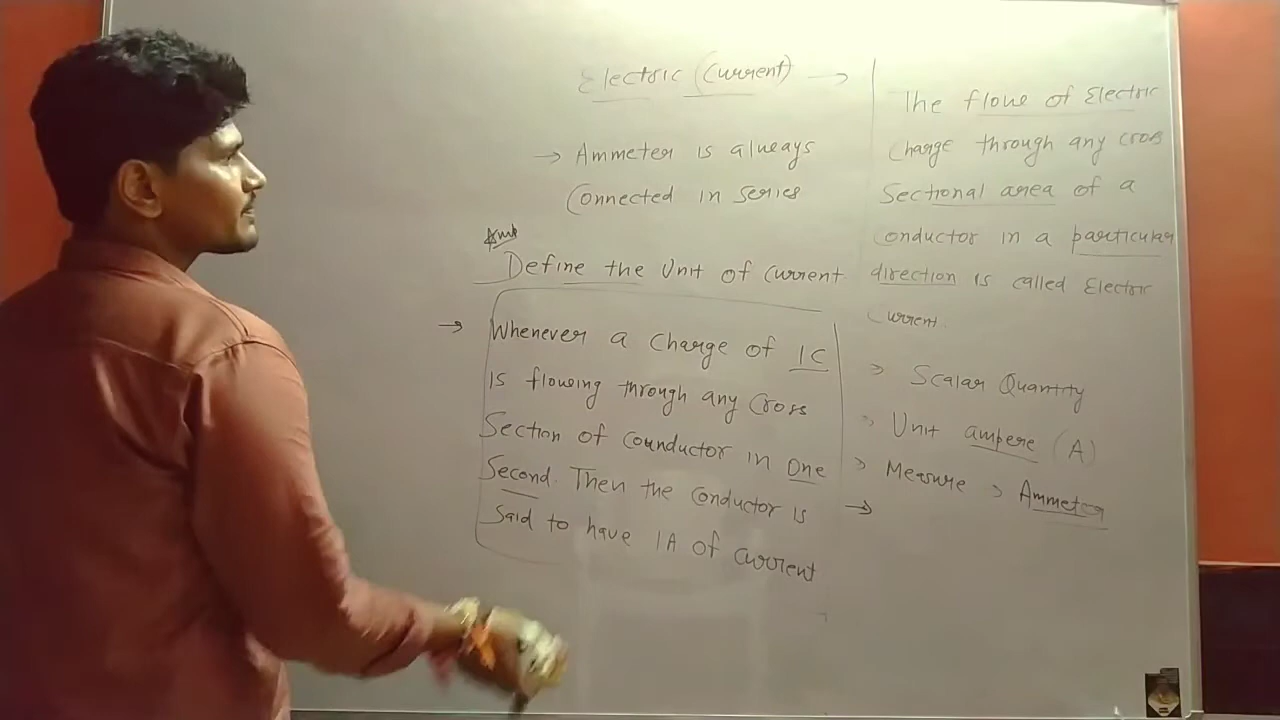 Electric (Current) →
→ Ammeter is always
Connected in series
Define the Unit of Current
→ Whenever a Charge of 1C
is flowing through any Cross
Section of counductor in One
Second. Then the conductor is
Said to have 1A of current
The flowe of Electric
Charge through any cross
Sectional area of a
Conductor in a particular
direction is called Electric
Current.
» Scalar Quantity
» Unit ampere (A)
» Measure > Ammeter
→